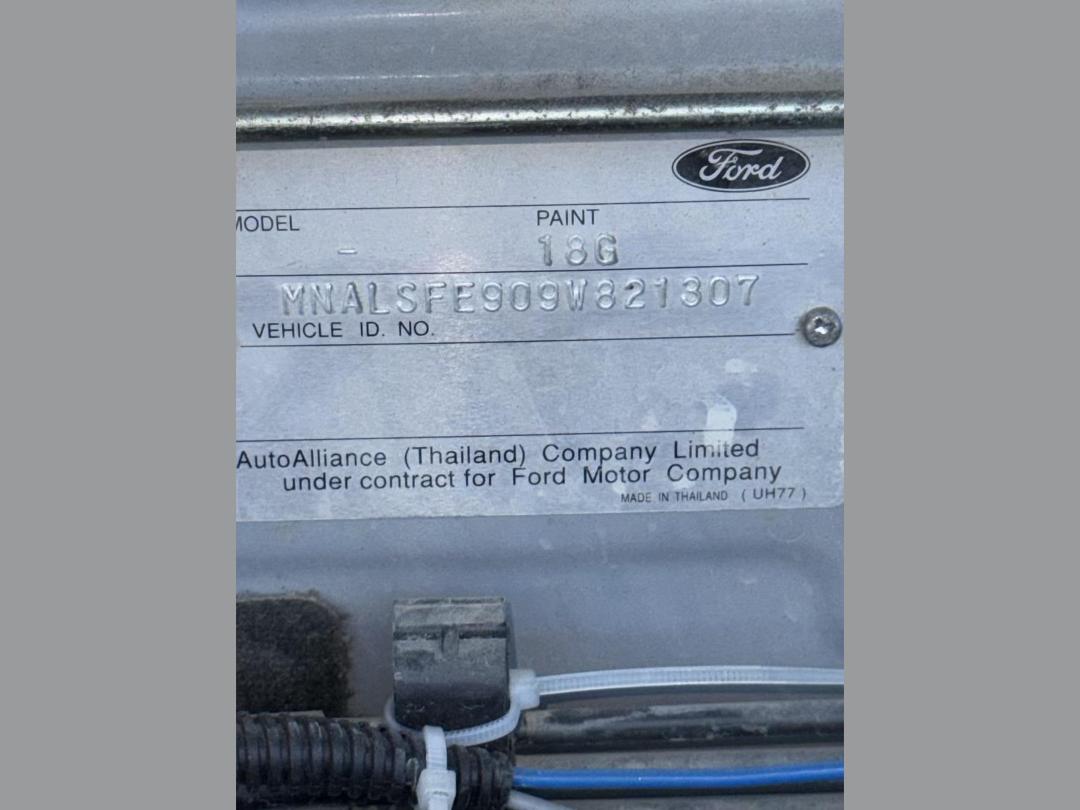 Ford
MODEL PAINT
- 18G
MNALSFE909W821307
VEHICLE ID. NO.
AutoAlliance (Thailand) Company Limited
under contract for Ford Motor Company
MADE IN THAILAND ( UH77 )